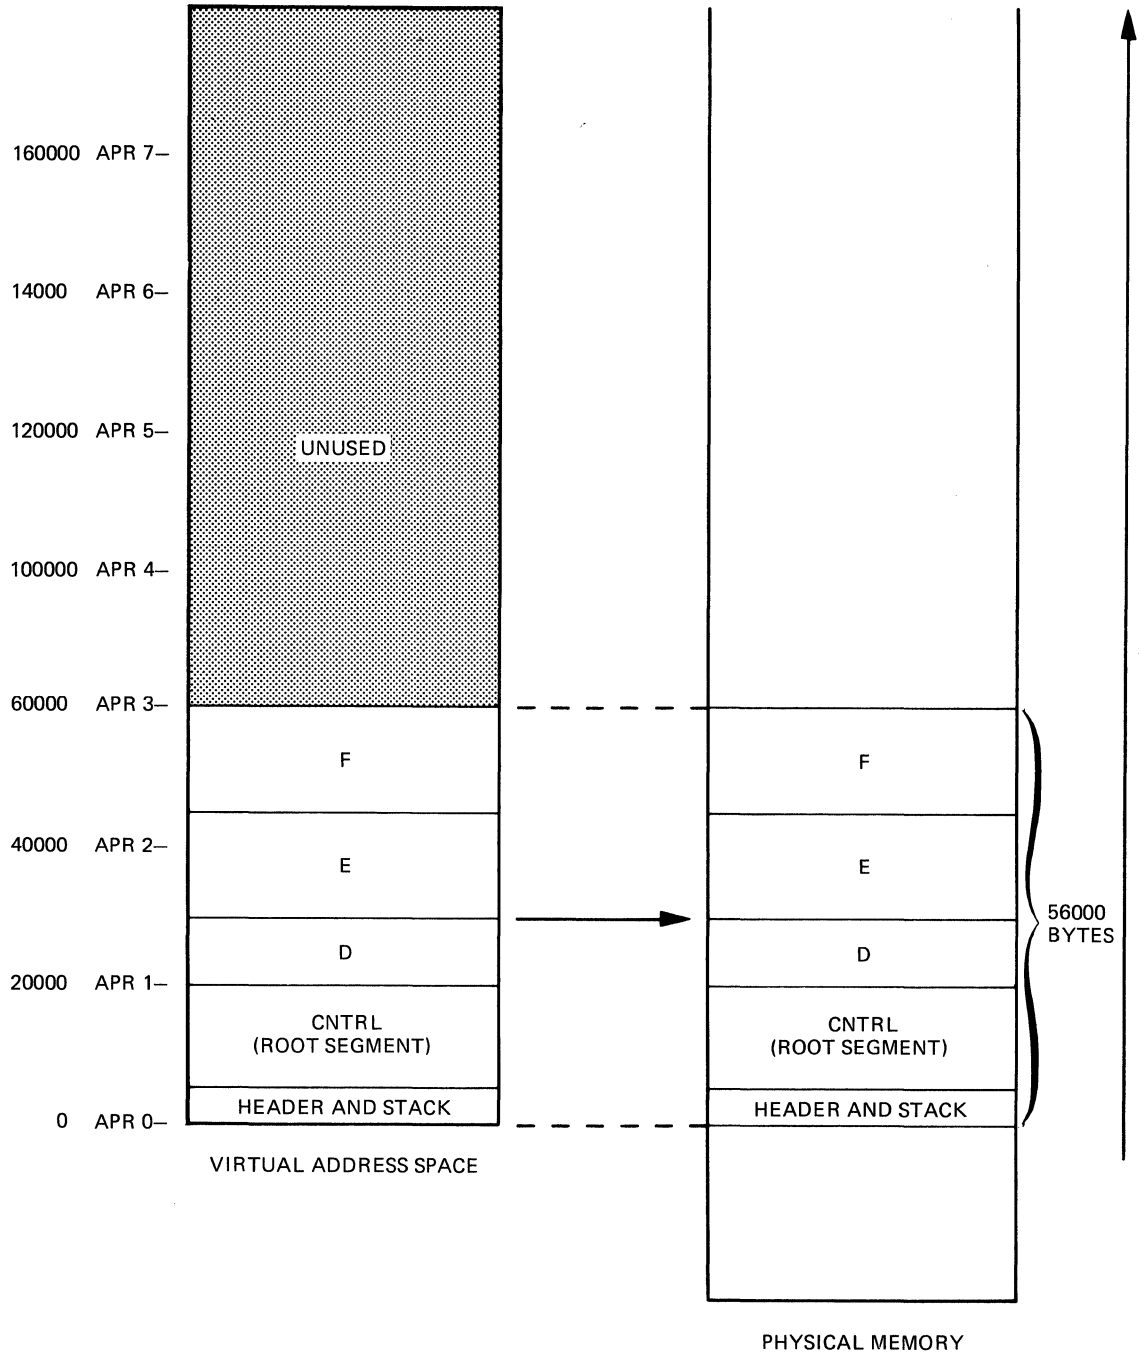 160000 APR 7–
14000 APR 6–
120000 APR 5–
UNUSED
100000 APR 4–
60000 APR 3–
F
40000 APR 2–
E
D
20000 APR 1–
CNTRL
(ROOT SEGMENT)
HEADER AND STACK
0 APR 0–
VIRTUAL ADDRESS SPACE
F
E
D
CNTRL
(ROOT SEGMENT)
HEADER AND STACK
56000
BYTES
PHYSICAL MEMORY